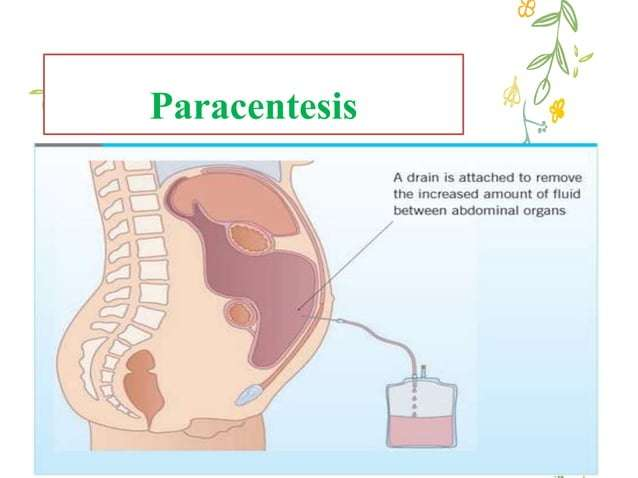 Paracentesis
A drain is attached to remove
the increased amount of fluid
between abdominal organs